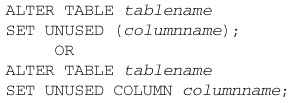 ALTER TABLE tablename
SET UNUSED (columnname);
OR
ALTER TABLE tablename
SET UNUSED COLUMN columnname;